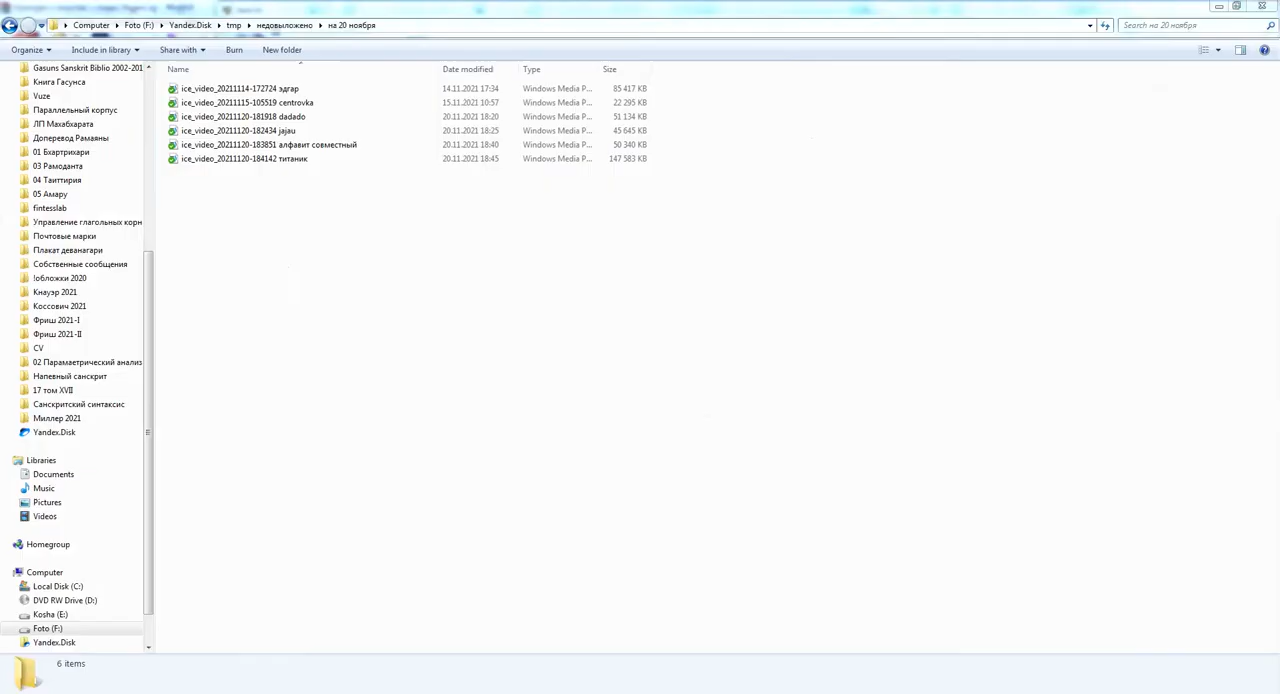 Computer ▸ Foto (F:) ▸ Yandex.Disk ▸ tmp ▸ недовыложено ▸ на 20 ноября
Search на 20 ноября
Organize Include in library Share with Burn New folder
Name Date modified Type Size
Gasuns Sanskrit Biblio 2002-201
Книга Гасунса
Vuze
Параллельный корпус
ЛП Махабхарата
Доперевод Рамаяны
01 Бхартрихари
03 Рамоданта
04 Таиттирия
05 Амару
fintesslab
Управление глагольных корн
Почтовые марки
Плакат деванагари
Собственные сообщения
!обложки 2020
Кнауэр 2021
Коссович 2021
Фриш 2021-I
Фриш 2021-II
CV
02 Парамаетрический анализ
Напевный санскрит
17 том XVII
Санскритский синтаксис
Миллер 2021
Yandex.Disk
Libraries
Documents
Music
Pictures
Videos
Homegroup
Computer
Local Disk (C:)
DVD RW Drive (D:)
Kosha (E:)
Foto (F:)
Yandex.Disk
ice_video_20211114-172724 эдгар 14.11.2021 17:34 Windows Media P... 85 417 KB
ice_video_20211115-105519 centrovka 15.11.2021 10:57 Windows Media P... 22 295 KB
ice_video_20211120-181918 dadado 20.11.2021 18:20 Windows Media P... 51 134 KB
ice_video_20211120-182434 jajau 20.11.2021 18:25 Windows Media P... 45 645 KB
ice_video_20211120-183851 алфавит совместный 20.11.2021 18:40 Windows Media P... 50 340 KB
ice_video_20211120-184142 титаник 20.11.2021 18:45 Windows Media P... 147 583 KB
6 items